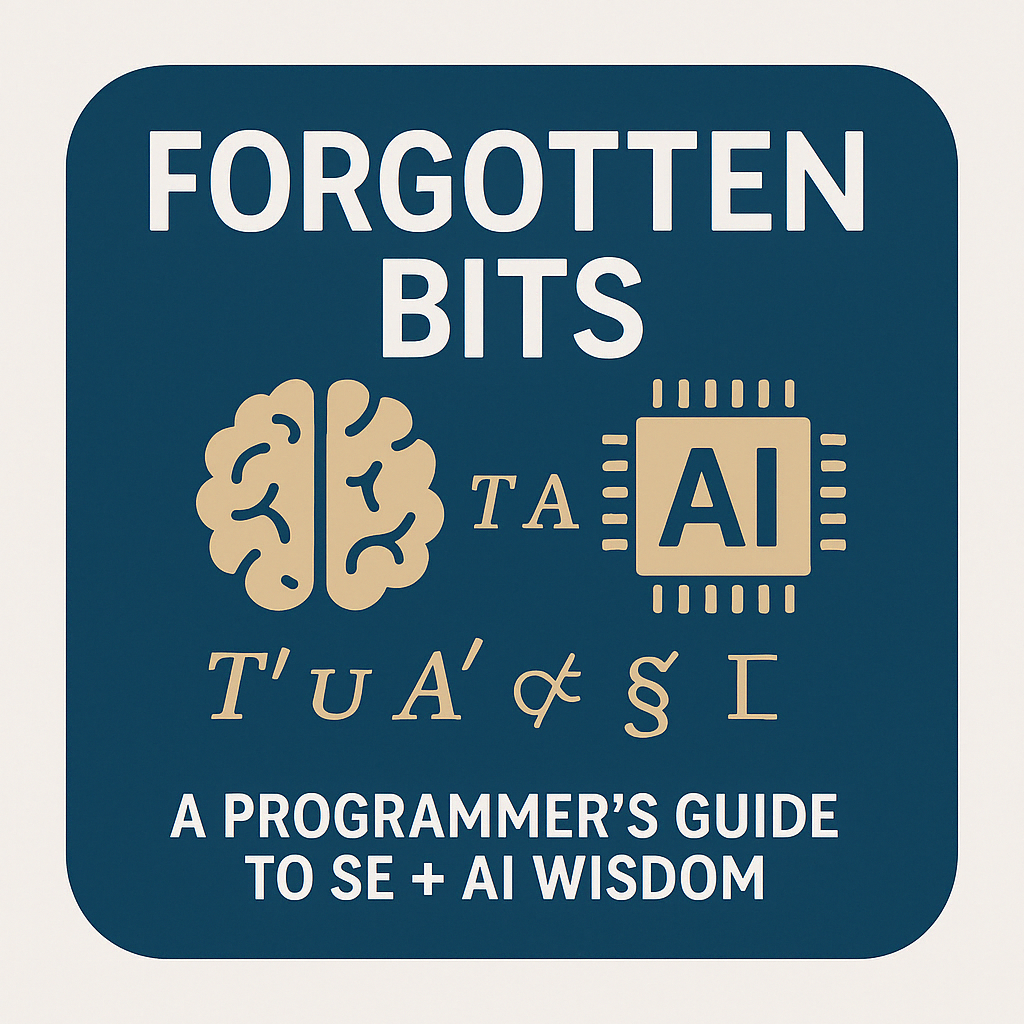 FORGOTTEN
BITS
TA
AI
T′ ∪ A′ ⊄ §
A PROGRAMMER'S GUIDE
TO SE + AI WISDOM